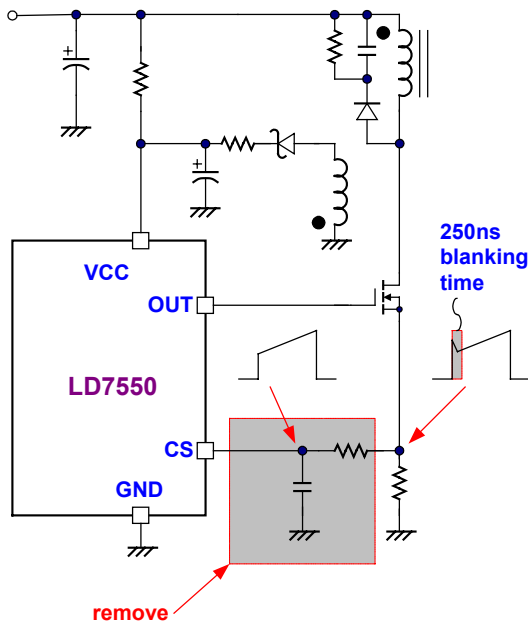 +
+
250ns
blanking
time
VCC
OUT
LD7550
CS
GND
remove